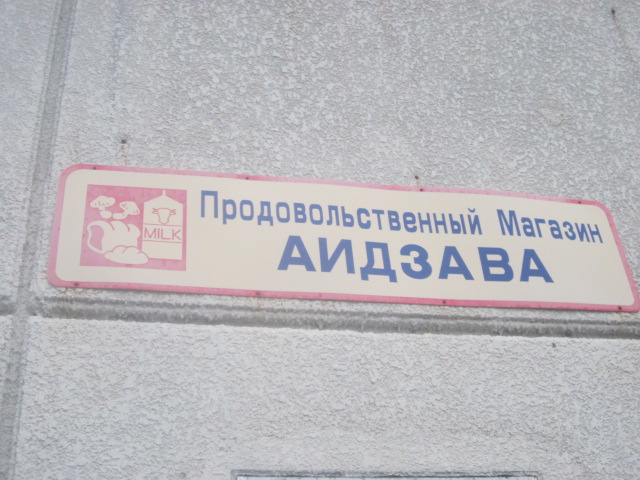 MILK
Продовольственный Магазин
АИДЗАВА